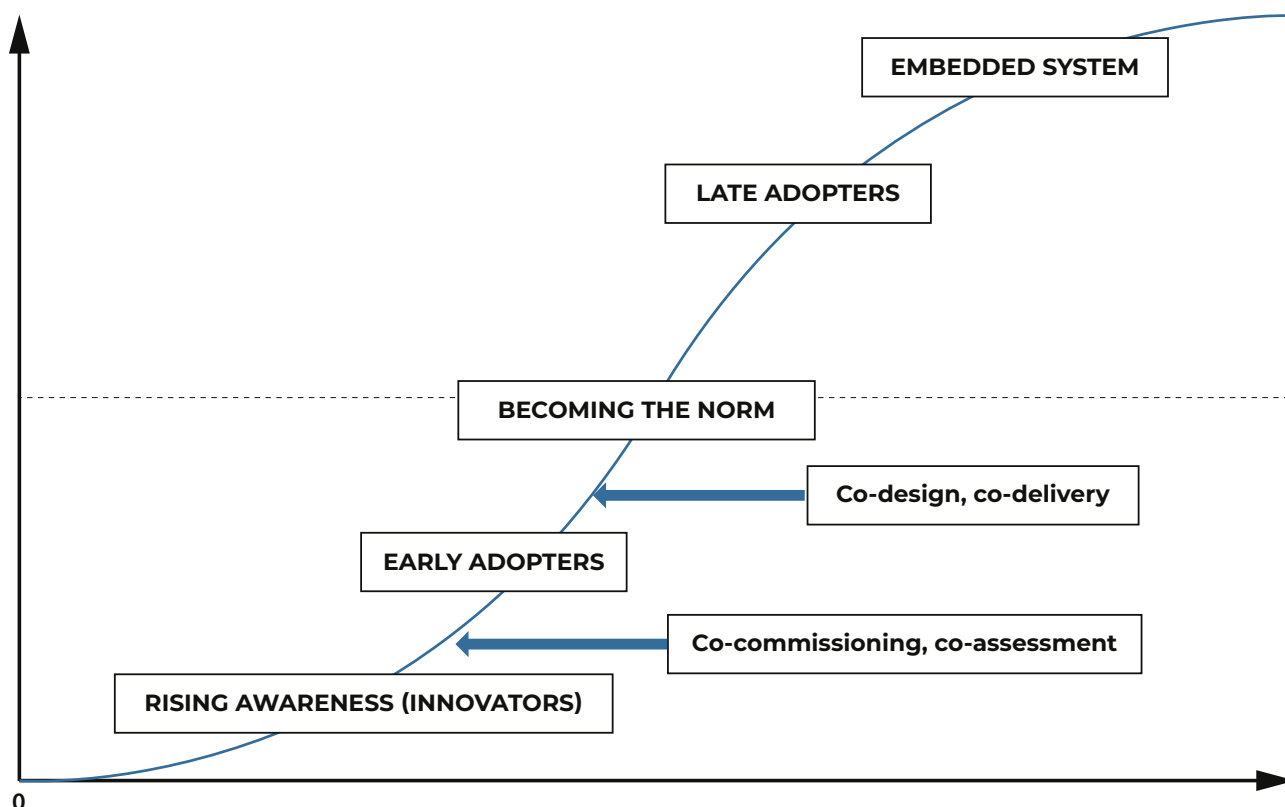 EMBEDDED SYSTEM
LATE ADOPTERS
BECOMING THE NORM
Co-design, co-delivery
EARLY ADOPTERS
Co-commissioning, co-assessment
RISING AWARENESS (INNOVATORS)
0